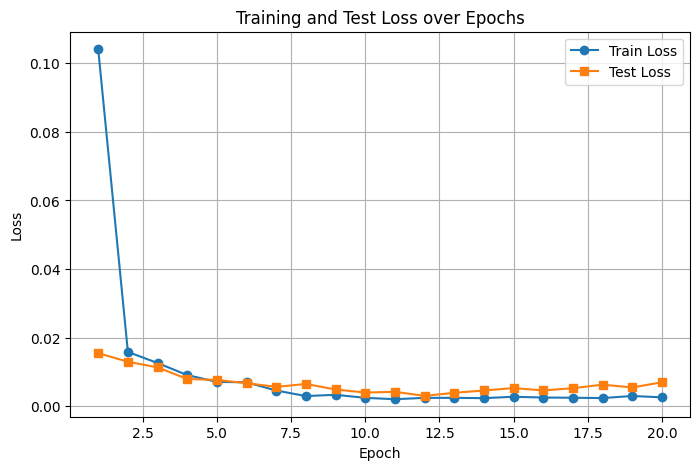 Training and Test Loss over Epochs
Train Loss
Test Loss
Loss
0.10
0.08
0.06
0.04
0.02
0.00
2.5 5.0 7.5 10.0 12.5 15.0 17.5 20.0
Epoch